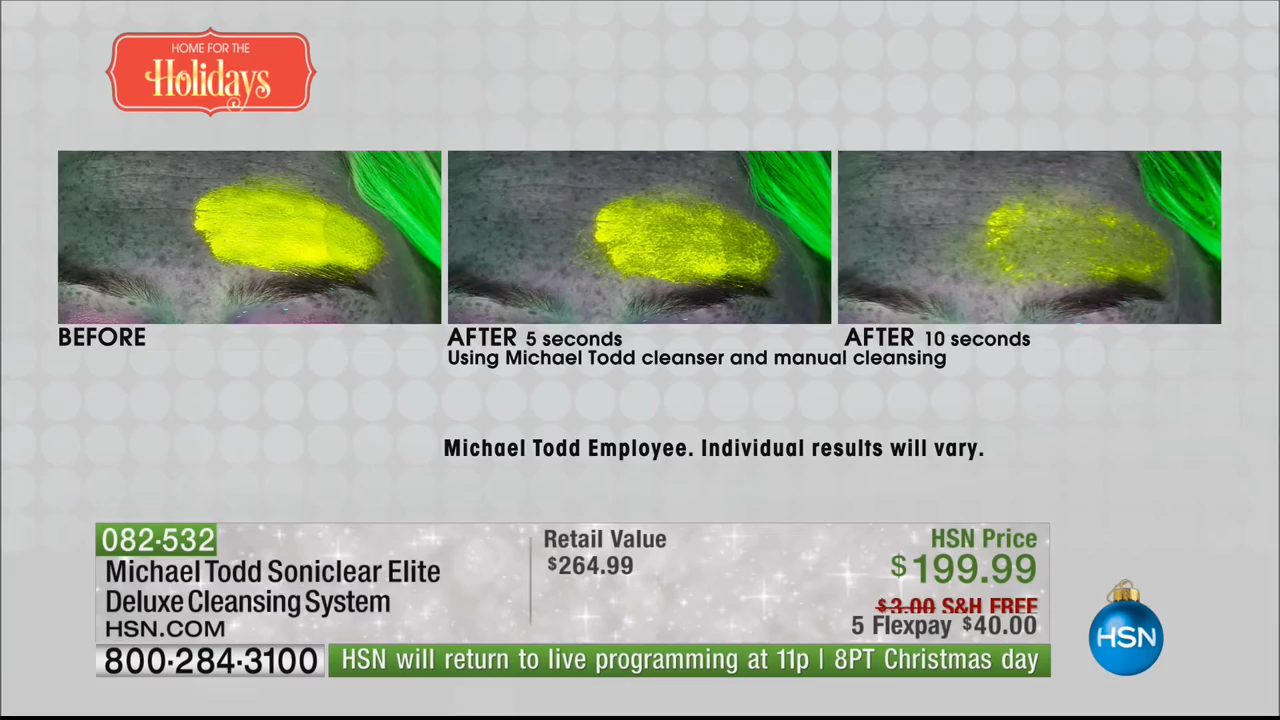 HOME FOR THE
Holidays
BEFORE
AFTER 5 seconds
AFTER 10 seconds
Using Michael Todd cleanser and manual cleansing
Michael Todd Employee. Individual results will vary.
082-532
Michael Todd Soniclear Elite
Deluxe Cleansing System
HSN.COM
Retail Value
$264.99
HSN Price
$199.99
$3.00 S&H FREE
5 Flexpay $40.00
HSN
800-284-3100
HSN will return to live programming at 11p | 8PT Christmas day